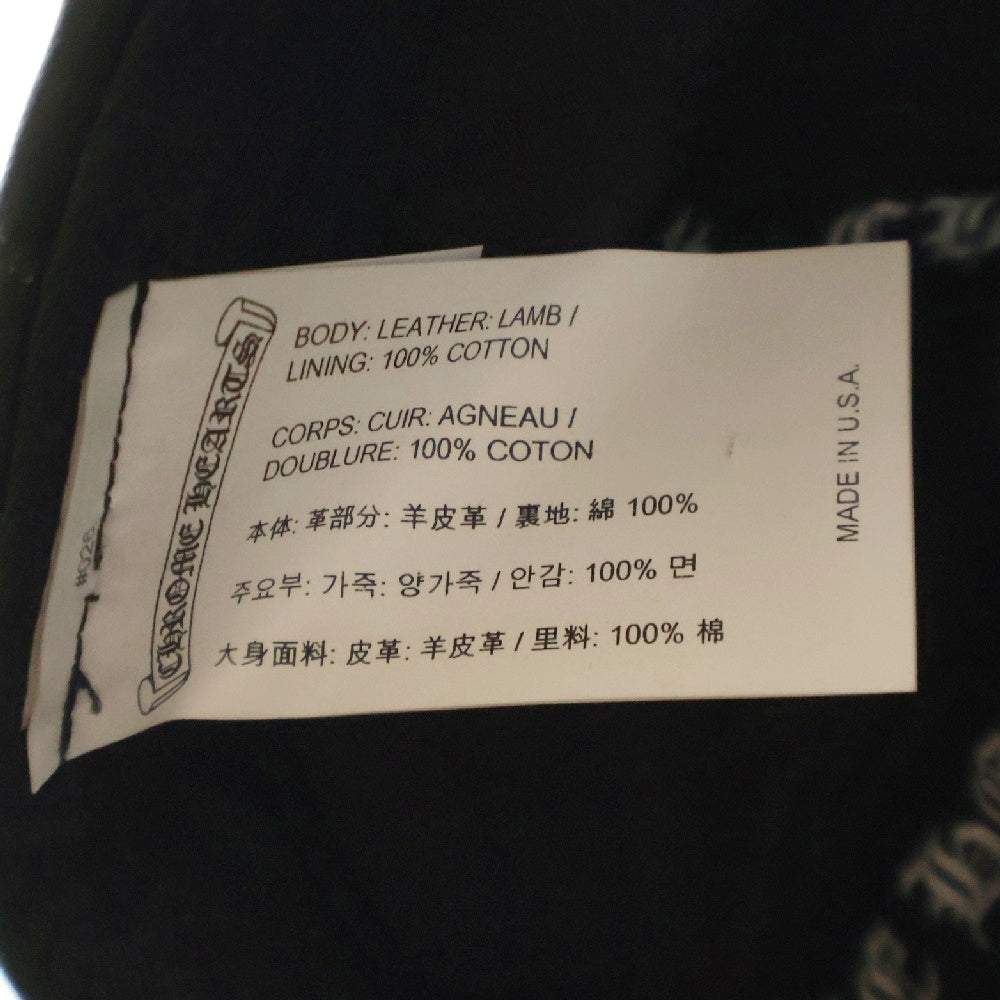 CHROME HEARTS
BODY: LEATHER: LAMB /
LINING: 100% COTTON
CORPS: CUIR: AGNEAU /
DOUBLURE: 100% COTON
本体: 革部分: 羊皮革 / 裏地: 綿 100%
주요부: 가죽: 양가죽 / 안감: 100% 면
大身面料: 皮革: 羊皮革 / 里料: 100% 棉
MADE IN U.S.A.